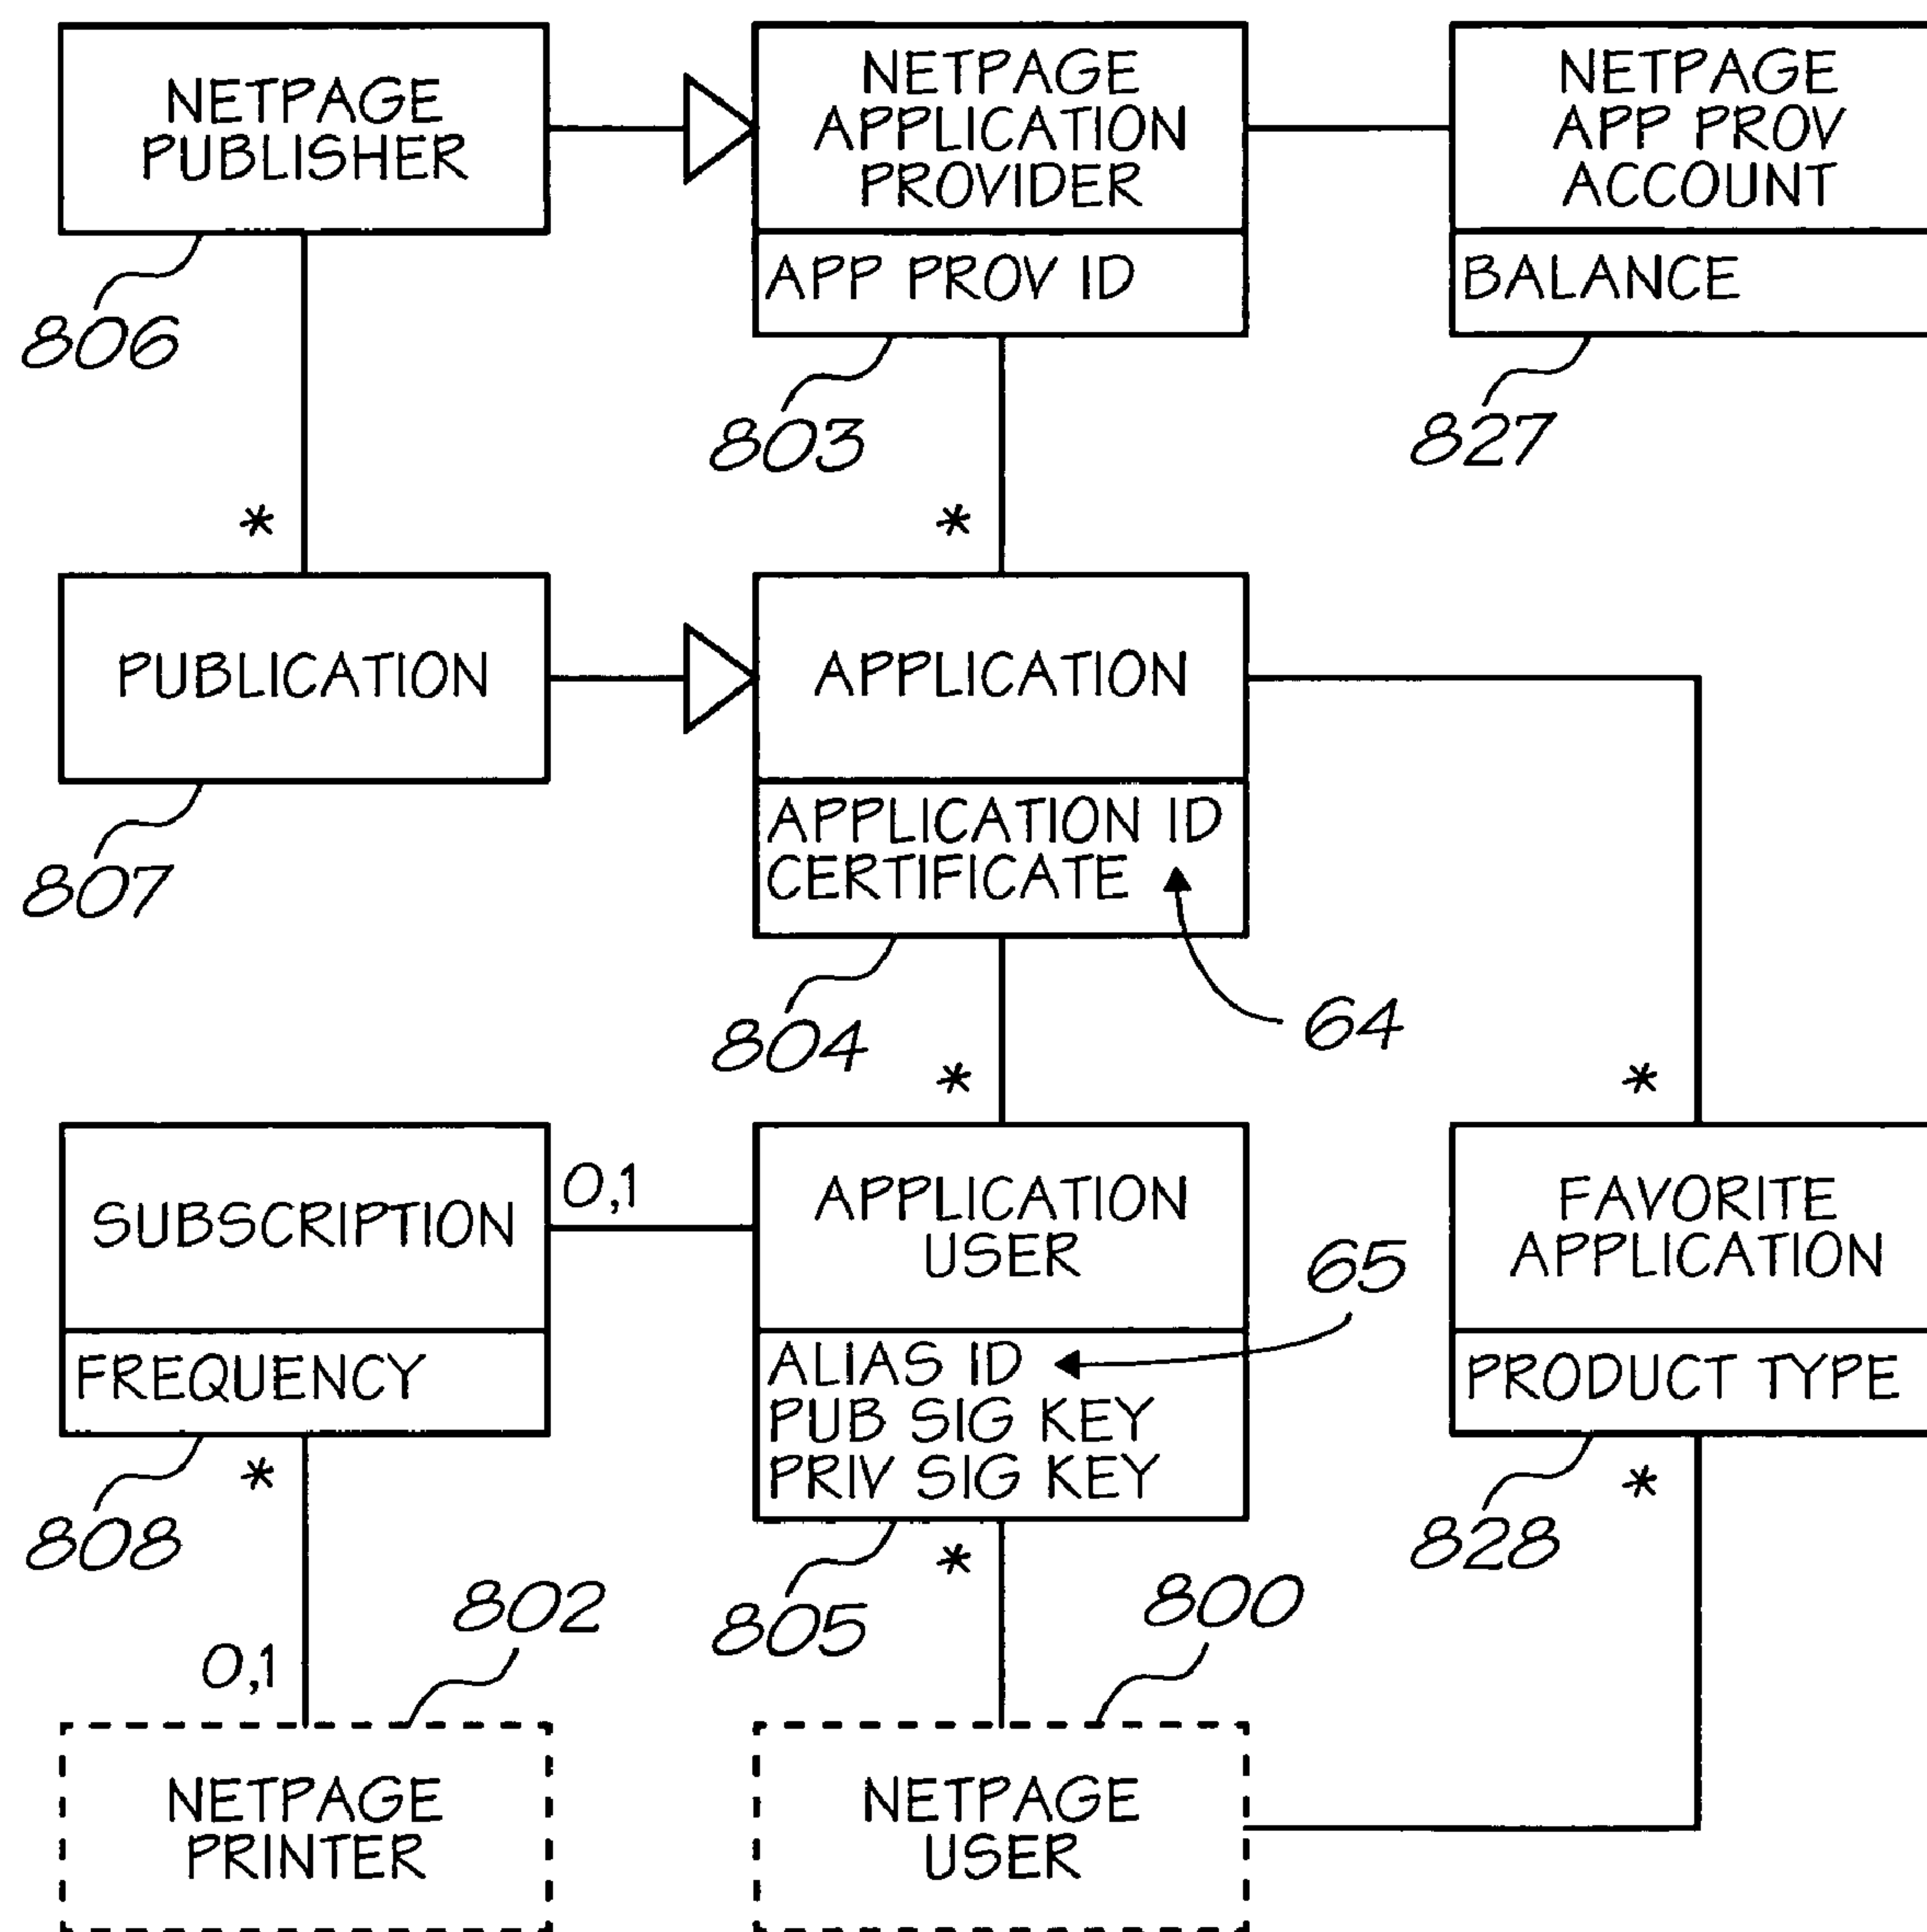 NETPAGE
PUBLISHER
NETPAGE
APPLICATION
PROVIDER
NETPAGE
APP PROV
ACCOUNT
APP PROV ID
BALANCE
806
803
827
*
*
PUBLICATION
APPLICATION
APPLICATION ID
CERTIFICATE
807
804
64
*
*
SUBSCRIPTION
0,1
APPLICATION
USER
FAVORITE
APPLICATION
65
FREQUENCY
ALIAS ID
PUB SIG KEY
PRIV SIG KEY
PRODUCT TYPE
*
*
808
828
*
802
805
800
0,1
NETPAGE
PRINTER
NETPAGE
USER